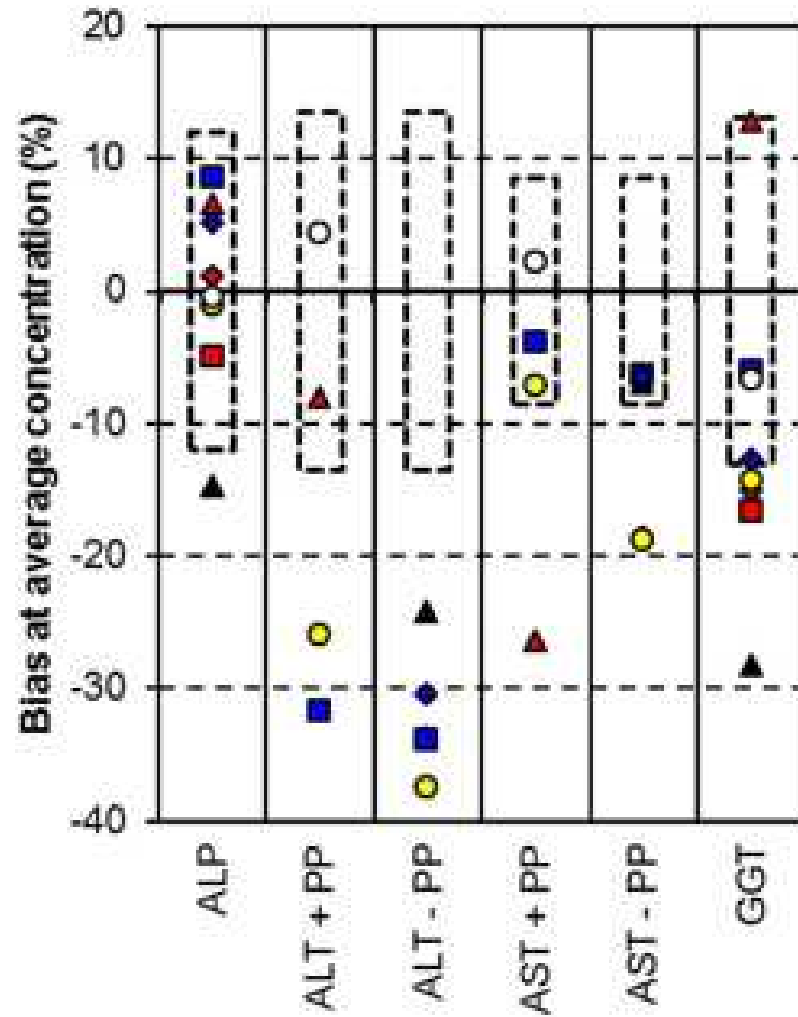 Bias at average concentration (%)
20
10
0
-10
-20
-30
-40
ALP
ALT + PP
ALT - PP
AST + PP
AST - PP
GGT